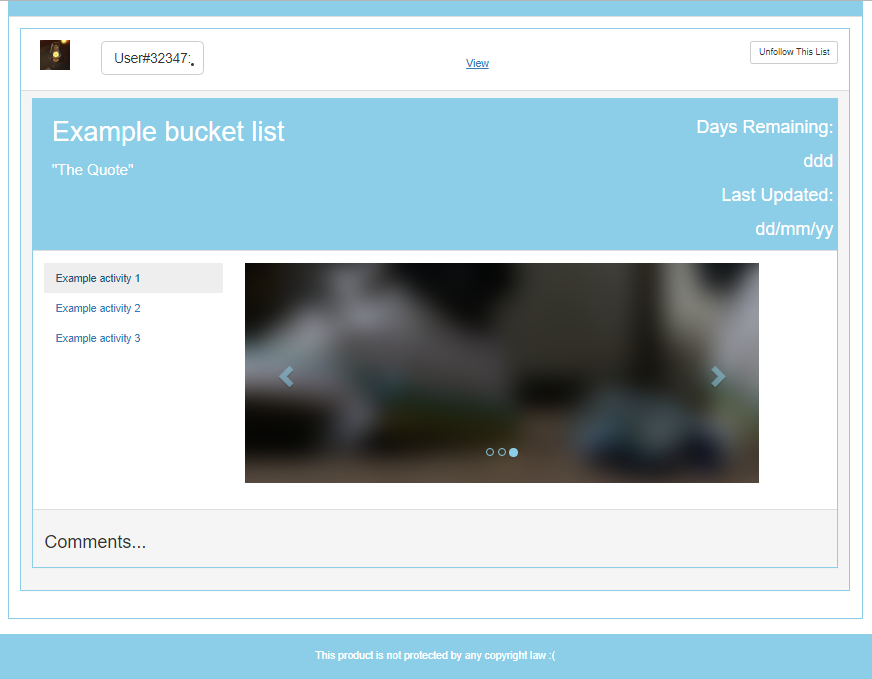 User#32347:
View
Unfollow This List
Example bucket list
"The Quote"
Days Remaining:
ddd
Last Updated:
dd/mm/yy
Example activity 1
Example activity 2
Example activity 3
Comments...
This product is not protected by any copyright law :(